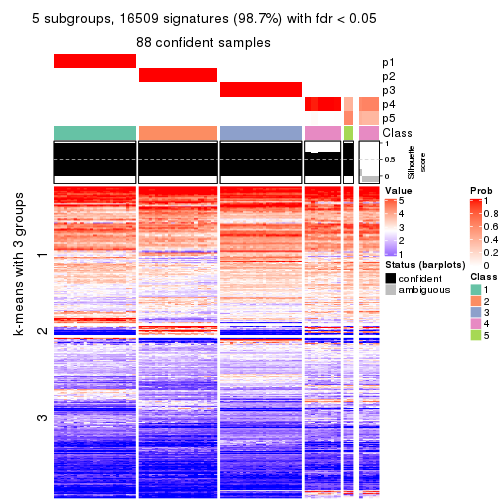 5 subgroups, 16509 signatures (98.7%) with fdr < 0.05
88 confident samples
p1
p2
p3
p4
p5
Class
1
0.5
0
Silhouette
score
k-means with 3 groups
1
2
3
Value
5
4
3
2
1
Status (barplots)
confident
ambiguous
Prob
1
0.8
0.6
0.4
0.2
0
Class
1
2
3
4
5